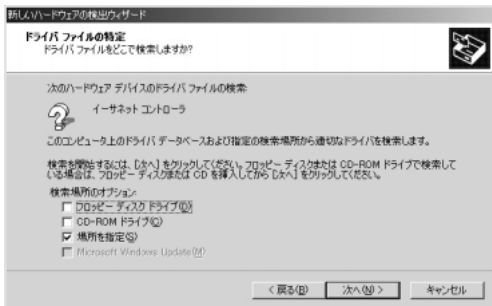 新しいハードウェアの検出ウィザード
ドライバ ファイルの特定
ドライバ ファイルをどこで検索しますか?
次のハードウェア デバイスのドライバ ファイルの検索:
イーサネット コントローラ
このコンピュータ上のドライバ データベースおよび指定の検索場所から適切なドライバを検索します。
検索を開始するには、[次へ] をクリックしてください。フロッピー ディスクまたは CD-ROM ドライブで検索して
いる場合は、フロッピー ディスクまたは CD を挿入してから [次へ] をクリックしてください。
検索場所のオプション:
フロッピー ディスク ドライブ(D)
CD-ROM ドライブ(C)
場所を指定(S)
Microsoft Windows Update(M)
< 戻る(B)
次へ(N) >
キャンセル